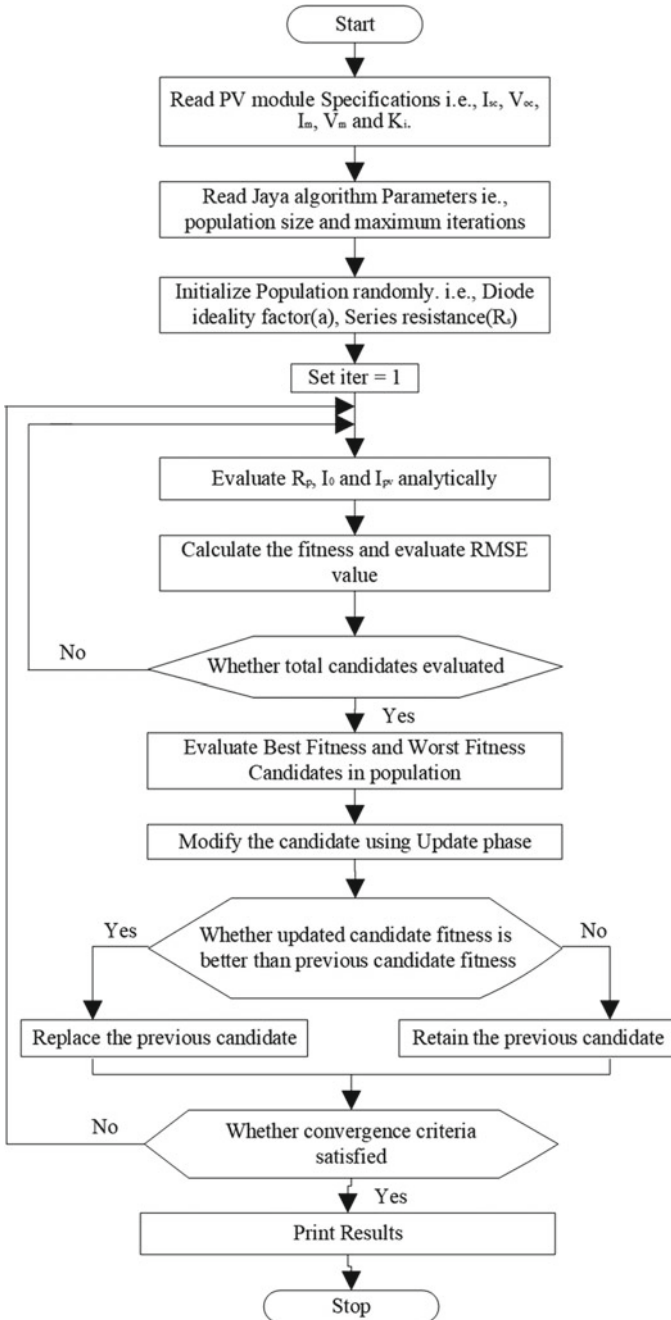 Start
Read PV module Specifications i.e., Iₛc, Vₒc,
Iₘ, Vₘ and Kᵢ.
Read Jaya algorithm Parameters ie.,
population size and maximum iterations
Initialize Population randomly. i.e., Diode
ideality factor(a), Series resistance(Rₛ)
Set iter = 1
Evaluate Rₚ, I₀ and Iₚᵥ analytically
Calculate the fitness and evaluate RMSE
value
No
Whether total candidates evaluated
Yes
Evaluate Best Fitness and Worst Fitness
Candidates in population
Modify the candidate using Update phase
Yes
Whether updated candidate fitness is
better than previous candidate fitness
No
Replace the previous candidate
Retain the previous candidate
No
Whether convergence criteria
satisfied
Yes
Print Results
Stop